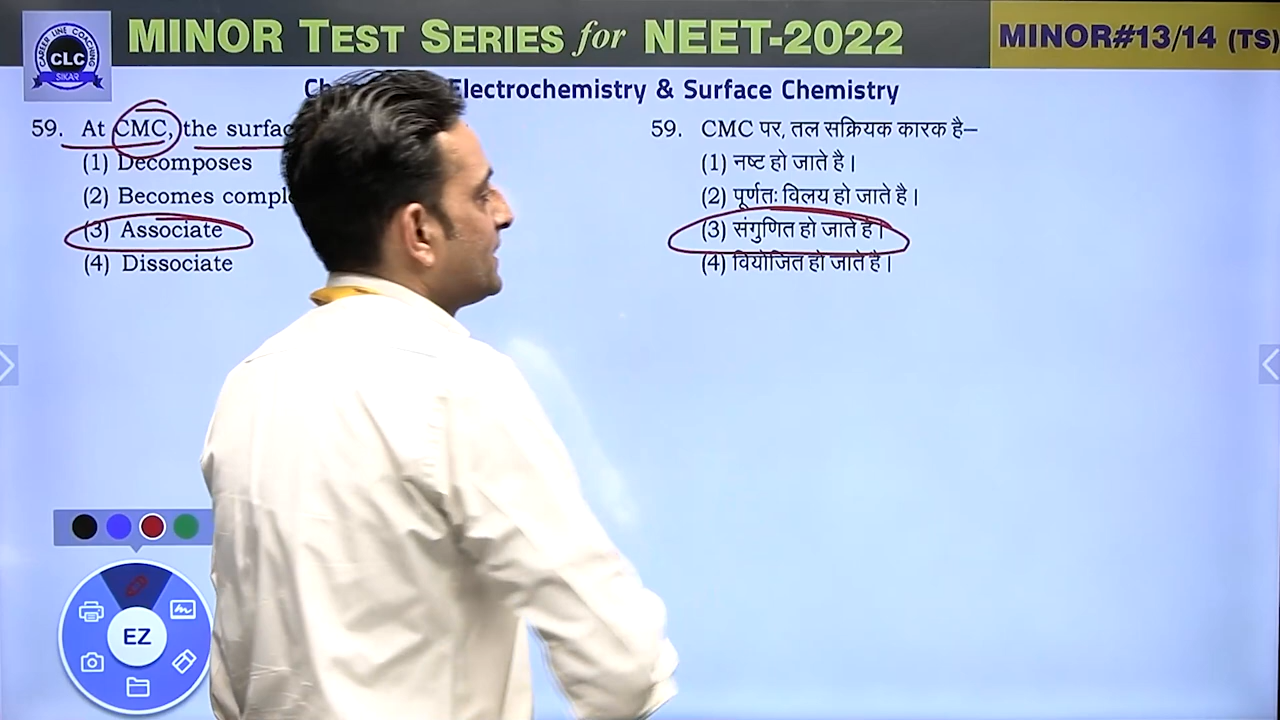 CAREER LINE COACHING
CLC
SIKAR
MINOR TEST SERIES for NEET-2022
MINOR#13/14 (TS)
Electrochemistry & Surface Chemistry
59. At CMC, the
(1) Decomposes
(2) Becomes
(3) Associate
(4) Dissociate
59. CMC पर, तल सक्रियक कारक है–
(1) नष्ट हो जाते है।
(2) पूर्णतः विलय हो जाते है।
(3) संगुणित हो जाते है।
(4) वियोजित हो जाते है।
EZ